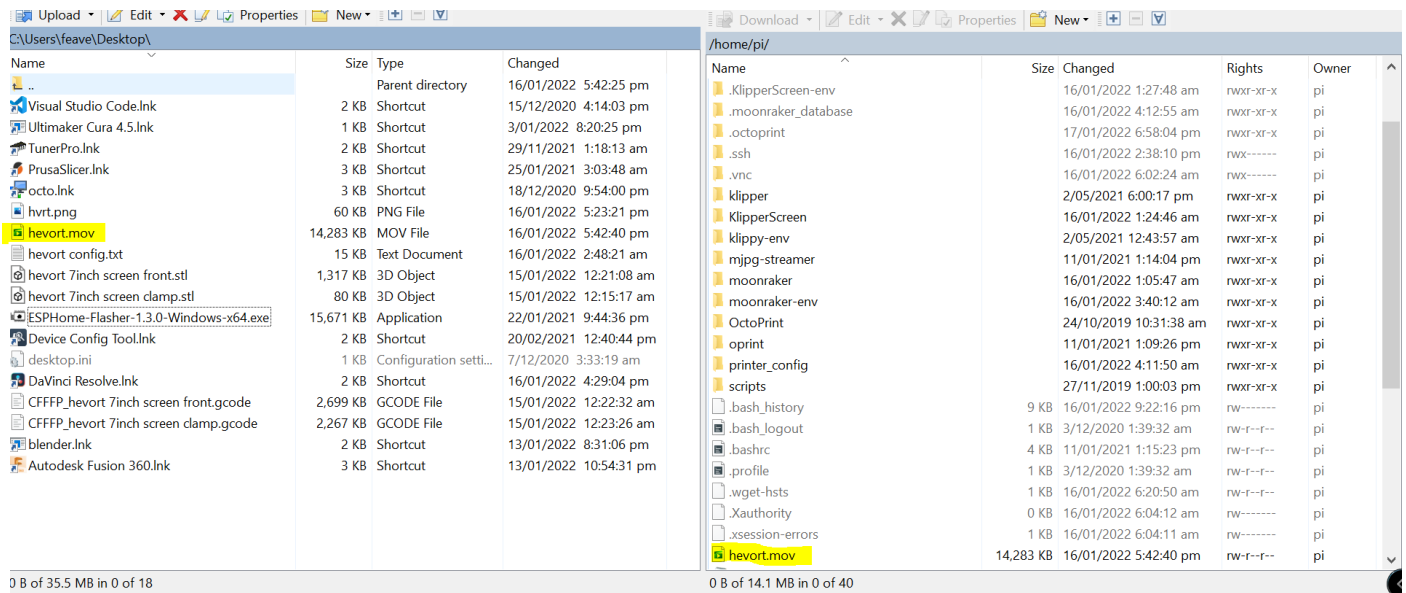 Upload Edit Properties New
C:\Users\feave\Desktop\
Name Size Type Changed
.. Parent directory 16/01/2022 5:42:25 pm
Visual Studio Code.lnk 2 KB Shortcut 15/12/2020 4:14:03 pm
Ultimaker Cura 4.5.lnk 1 KB Shortcut 3/01/2022 8:20:25 pm
TunerPro.lnk 2 KB Shortcut 29/11/2021 1:18:13 am
PrusaSlicer.lnk 3 KB Shortcut 25/01/2021 3:03:48 am
octo.lnk 3 KB Shortcut 18/12/2020 9:54:00 pm
hvrt.png 60 KB PNG File 16/01/2022 5:23:21 pm
hevort.mov 14,283 KB MOV File 16/01/2022 5:42:40 pm
hevort config.txt 15 KB Text Document 16/01/2022 2:48:21 am
hevort 7inch screen front.stl 1,317 KB 3D Object 15/01/2022 12:21:08 am
hevort 7inch screen clamp.stl 80 KB 3D Object 15/01/2022 12:15:17 am
ESPHome-Flasher-1.3.0-Windows-x64.exe 15,671 KB Application 22/01/2021 9:44:36 pm
Device Config Tool.lnk 2 KB Shortcut 20/02/2021 12:40:44 pm
desktop.ini 1 KB Configuration setti... 7/12/2020 3:33:19 am
DaVinci Resolve.lnk 2 KB Shortcut 16/01/2022 4:29:04 pm
CFFFP_hevort 7inch screen front.gcode 2,699 KB GCODE File 15/01/2022 12:22:32 am
CFFFP_hevort 7inch screen clamp.gcode 2,267 KB GCODE File 15/01/2022 12:23:26 am
blender.lnk 2 KB Shortcut 13/01/2022 8:31:06 pm
Autodesk Fusion 360.lnk 3 KB Shortcut 13/01/2022 10:54:31 pm
0 B of 35.5 MB in 0 of 18
Download Edit Properties New
/home/pi/
Name Size Changed Rights Owner
.KlipperScreen-env 16/01/2022 1:27:48 am rwxr-xr-x pi
.moonraker_database 16/01/2022 4:12:55 am rwxr-xr-x pi
.octoprint 17/01/2022 6:58:04 pm rwxr-xr-x pi
.ssh 16/01/2022 2:38:10 pm rwx------ pi
.vnc 16/01/2022 6:02:24 am rwx------ pi
klipper 2/05/2021 6:00:17 pm rwxr-xr-x pi
KlipperScreen 16/01/2022 1:24:46 am rwxr-xr-x pi
klippy-env 2/05/2021 12:43:57 am rwxr-xr-x pi
mjpg-streamer 11/01/2021 1:14:04 pm rwxr-xr-x pi
moonraker 16/01/2022 1:05:47 am rwxr-xr-x pi
moonraker-env 16/01/2022 3:40:12 am rwxr-xr-x pi
OctoPrint 24/10/2019 10:31:38 am rwxr-xr-x pi
oprint 11/01/2021 1:09:26 pm rwxr-xr-x pi
printer_config 16/01/2022 4:11:50 am rwxr-xr-x pi
scripts 27/11/2019 1:00:03 pm rwxr-xr-x pi
.bash_history 9 KB 16/01/2022 9:22:16 pm rw------- pi
.bash_logout 1 KB 3/12/2020 1:39:32 am rw-r--r-- pi
.bashrc 4 KB 11/01/2021 1:15:23 pm rw-r--r-- pi
.profile 1 KB 3/12/2020 1:39:32 am rw-r--r-- pi
.wget-hsts 1 KB 16/01/2022 6:20:50 am rw-r--r-- pi
.Xauthority 0 KB 16/01/2022 6:04:12 am rw------- pi
.xsession-errors 1 KB 16/01/2022 6:04:11 am rw------- pi
hevort.mov 14,283 KB 16/01/2022 5:42:40 pm rw-r--r-- pi
0 B of 14.1 MB in 0 of 40